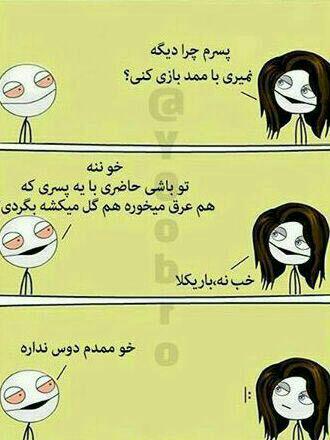 پسرم چرا دیگه
نمیری با ممد بازی کنی؟
خو ننه
تو باشی حاضری با یه پسری که
هم عرق میخوره هم گل میکشه بگردی
خب نه،باریکلا
خو ممدم دوس نداره
:|
@yoobro